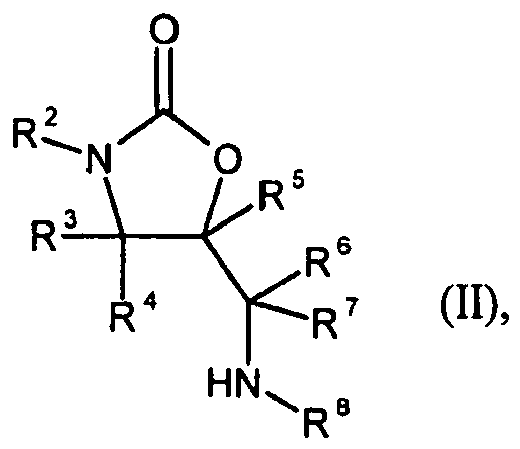 O
R²
N
O
R⁵
R³
R⁶
R⁴
R⁷
(II),
HN
R⁸